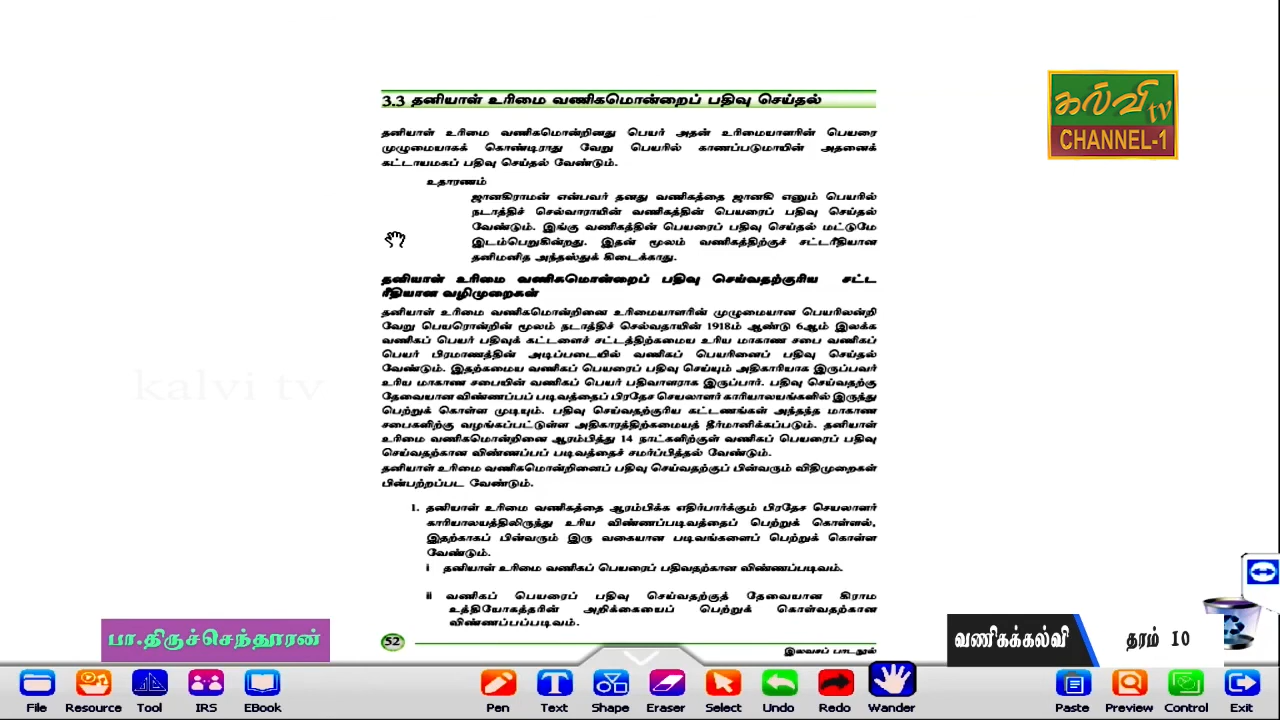 கல்வி tv
CHANNEL-1
3.3 தனியாள் உரிமை வணிகமொன்றைப் பதிவு செய்தல்
தனியாள் உரிமை வணிகமொன்றினது பெயர் அதன் உரிமையாளரின் பெயரை
முழுமையாகக் கொண்டிராது வேறு பெயரில் காணப்படுமாயின் அதனைக்
கட்டாயமகப் பதிவு செய்தல் வேண்டும்.
உதாரணம்
ஜானகிராமன் என்பவர் தனது வணிகத்தை ஜானகி எனும் பெயரில்
நடாத்திச் செல்வாராயின் வணிகத்தின் பெயரைப் பதிவு செய்தல்
வேண்டும். இங்கு வணிகத்தின் பெயரைப் பதிவு செய்தல் மட்டுமே
இடம்பெறுகின்றது. இதன் மூலம் வணிகத்திற்குச் சட்டரீதியான
தனிமனித அந்தஸ்துக் கிடைக்காது.
தனியாள் உரிமை வணிகமொன்றைப் பதிவு செய்வதற்குரிய சட்ட
ரீதியான வழிமுறைகள்
தனியாள் உரிமை வணிகமொன்றினை உரிமையாளரின் முழுமையான பெயரிலன்றி
வேறு பெயரொன்றின் மூலம் நடாத்திச் செல்வதாயின் 1918ம் ஆண்டு 6ஆம் இலக்க
வணிகப் பெயர் பதிவுக் கட்டளைச் சட்டத்திற்கமைய உரிய மாகாண சபை வணிகப்
பெயர் பிரமாணத்தின் அடிப்படையில் வணிகப் பெயரினைப் பதிவு செய்தல்
வேண்டும். இதற்கமைய வணிகப் பெயரைப் பதிவு செய்யும் அதிகாரியாக இருப்பவர்
உரிய மாகாண சபையின் வணிகப் பெயர் பதிவாளராக இருப்பார். பதிவு செய்வதற்கு
தேவையான விண்ணப்பப் படிவத்தைப் பிரதேச செயலாளர் காரியாலயங்களில் இருந்து
பெற்றுக் கொள்ள முடியும். பதிவு செய்வதற்குரிய கட்டணங்கள் அந்தந்த மாகாண
சபைகளிற்கு வழங்கப்பட்டுள்ள அதிகாரத்திற்கமையத் தீர்மானிக்கப்படும். தனியாள்
உரிமை வணிகமொன்றினை ஆரம்பித்து 14 நாட்களிற்குள் வணிகப் பெயரைப் பதிவு
செய்வதற்கான விண்ணப்பப் படிவத்தைச் சமர்ப்பித்தல் வேண்டும்.
தனியாள் உரிமை வணிகமொன்றினைப் பதிவு செய்வதற்குப் பின்வரும் விதிமுறைகள்
பின்பற்றப்பட வேண்டும்.
1. தனியாள் உரிமை வணிகத்தை ஆரம்பிக்க எதிர்பார்க்கும் பிரதேச செயலாளர்
காரியாலயத்திலிருந்து உரிய விண்ணப்படிவத்தைப் பெற்றுக் கொள்ளல்,
இதற்காகப் பின்வரும் இரு வகையான படிவங்களைப் பெற்றுக் கொள்ள
வேண்டும்.
i தனியாள் உரிமை வணிகப் பெயரைப் பதிவதற்கான விண்ணப்படிவம்.
ii வணிகப் பெயரைப் பதிவு செய்வதற்குத் தேவையான கிராம
உத்தியோகத்தரின் அறிக்கையைப் பெற்றுக் கொள்வதற்கான
விண்ணப்பப்படிவம்.
52
இலவசப் பாடநூல்
kalvi tv
பா.திருச்செந்தூரன்
வணிகக்கல்வி
தரம் 10
File Resource Tool IRS EBook Pen Text Shape Eraser Select Undo Redo Wander Paste Preview Control Exit